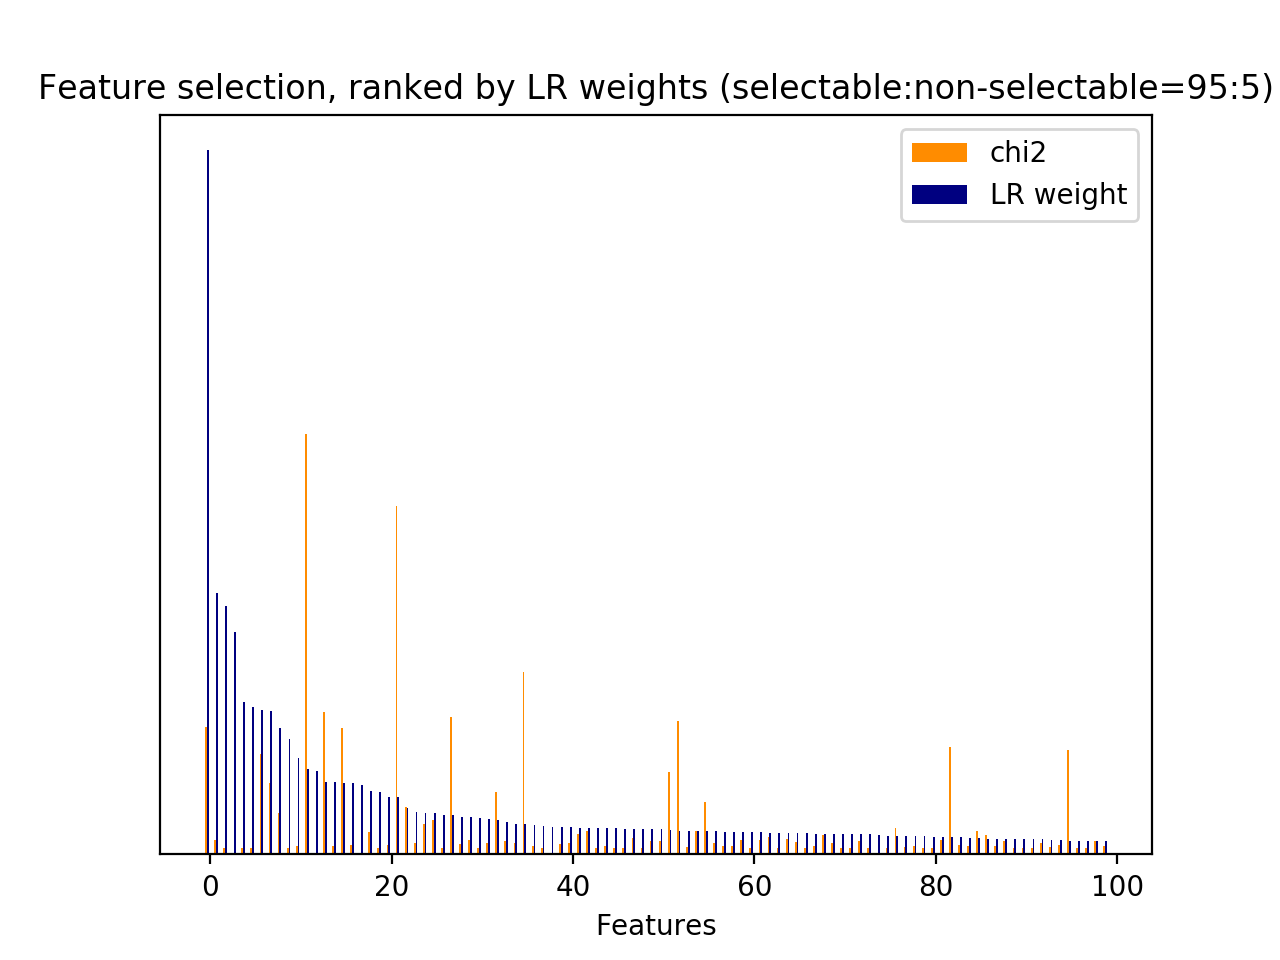 Feature selection, ranked by LR weights (selectable:non-selectable=95:5)
chi2
LR weight
0 20 40 60 80 100
Features